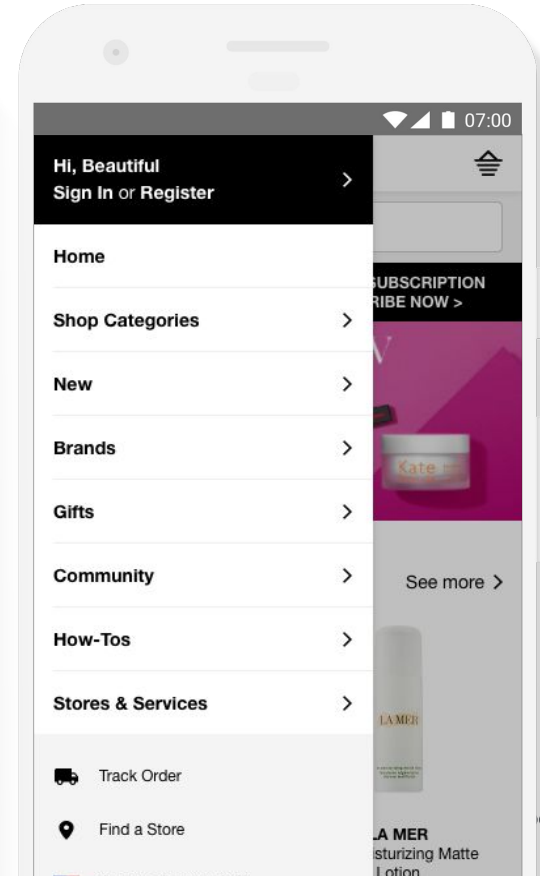 07:00
Hi, Beautiful
Sign In or Register
Home
Shop Categories
New
Brands
Gifts
Community
How-Tos
Stores & Services
Track Order
Find a Store
UBSCRIPTION
RIBE NOW >
Kate
See more
LA MER
LA MER
sturizing Matte
Lotion